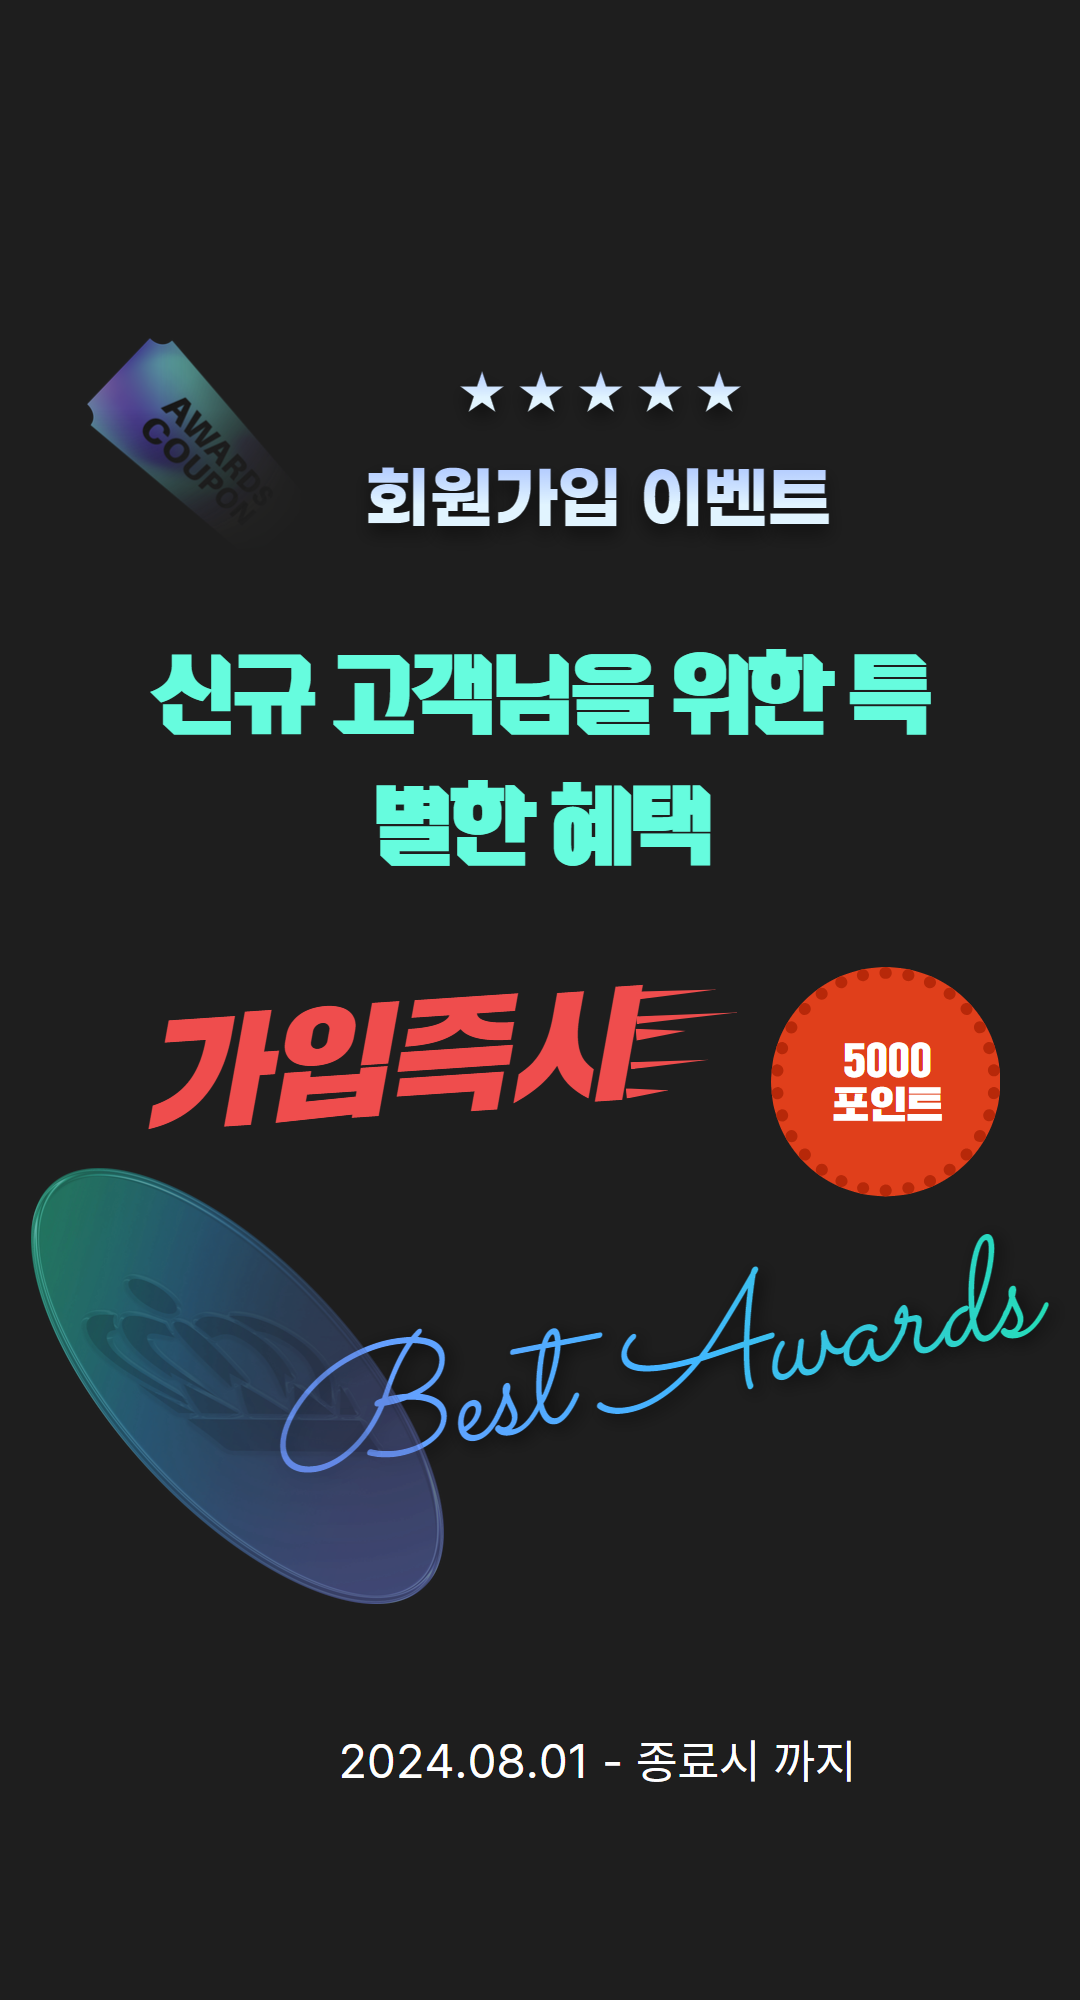 AWARDS
COUPON
★★★★★
회원가입 이벤트
신규 고객님을 위한 특
별한 혜택
가입즉시
5000
포인트
Best Awards
2024.08.01 - 종료시 까지